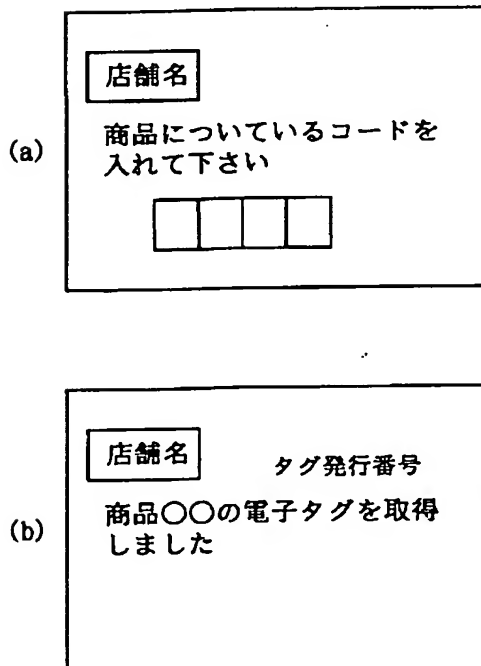 (a)
店舗名
商品についているコードを
入れて下さい
(b)
店舗名
タグ発行番号
商品〇〇の電子タグを取得
しました